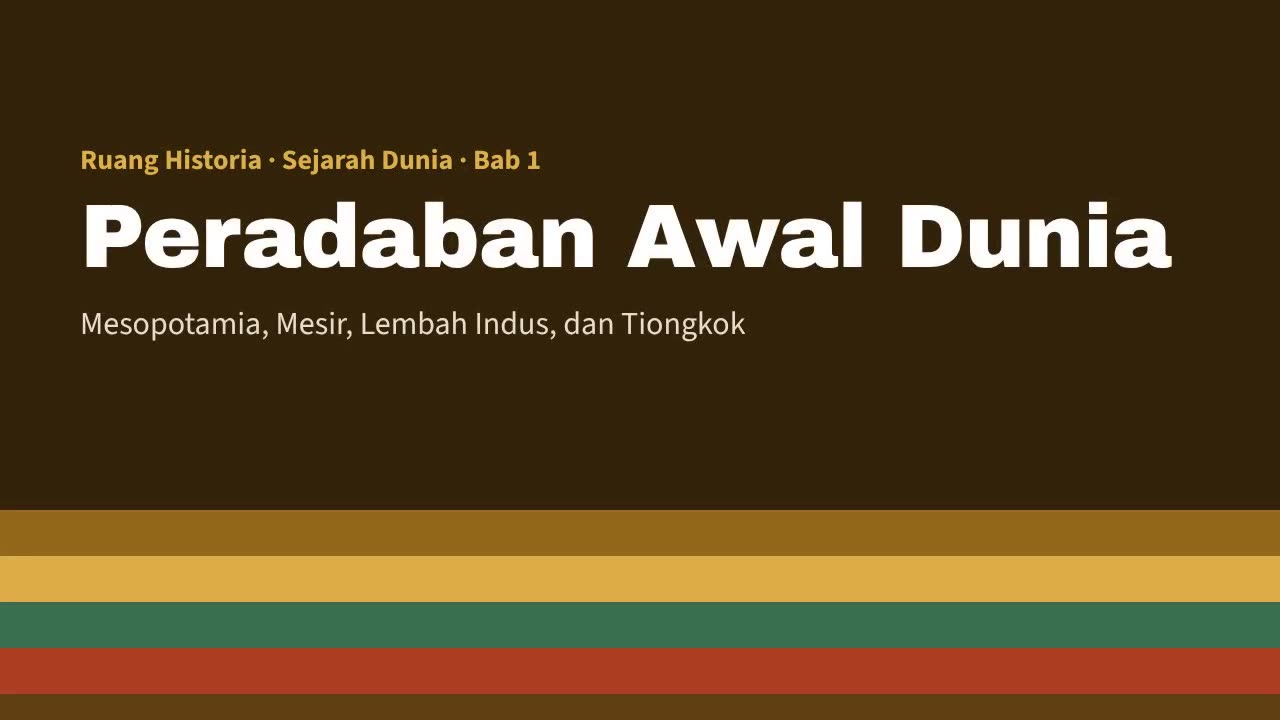 Ruang Historia · Sejarah Dunia · Bab 1
Peradaban Awal Dunia
Mesopotamia, Mesir, Lembah Indus, dan Tiongkok